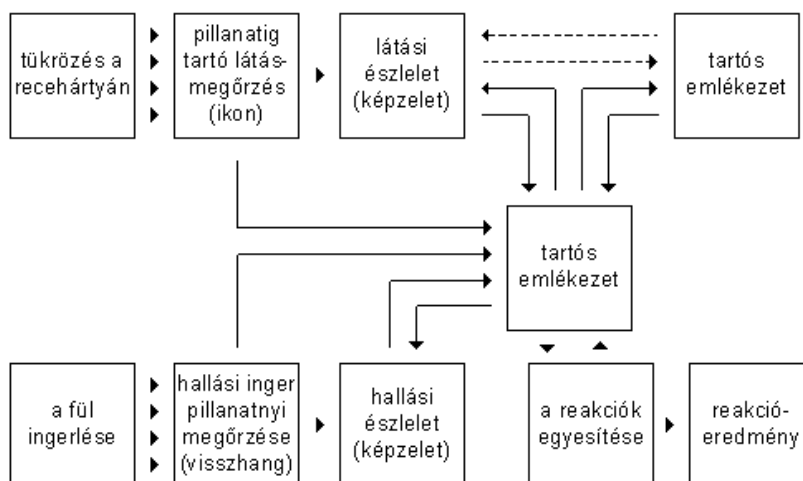 tükrözés a
recehártyán
pillanatig
tartó látás-
megőrzés
(ikon)
látási
észlelet
(képzelet)
tartós
emlékezet
tartós
emlékezet
a fül
ingerlése
hallási inger
pillanatnyi
megőrzése
(visszhang)
hallási
észlelet
(képzelet)
a reakciók
egyesítése
reakció-
eredmény